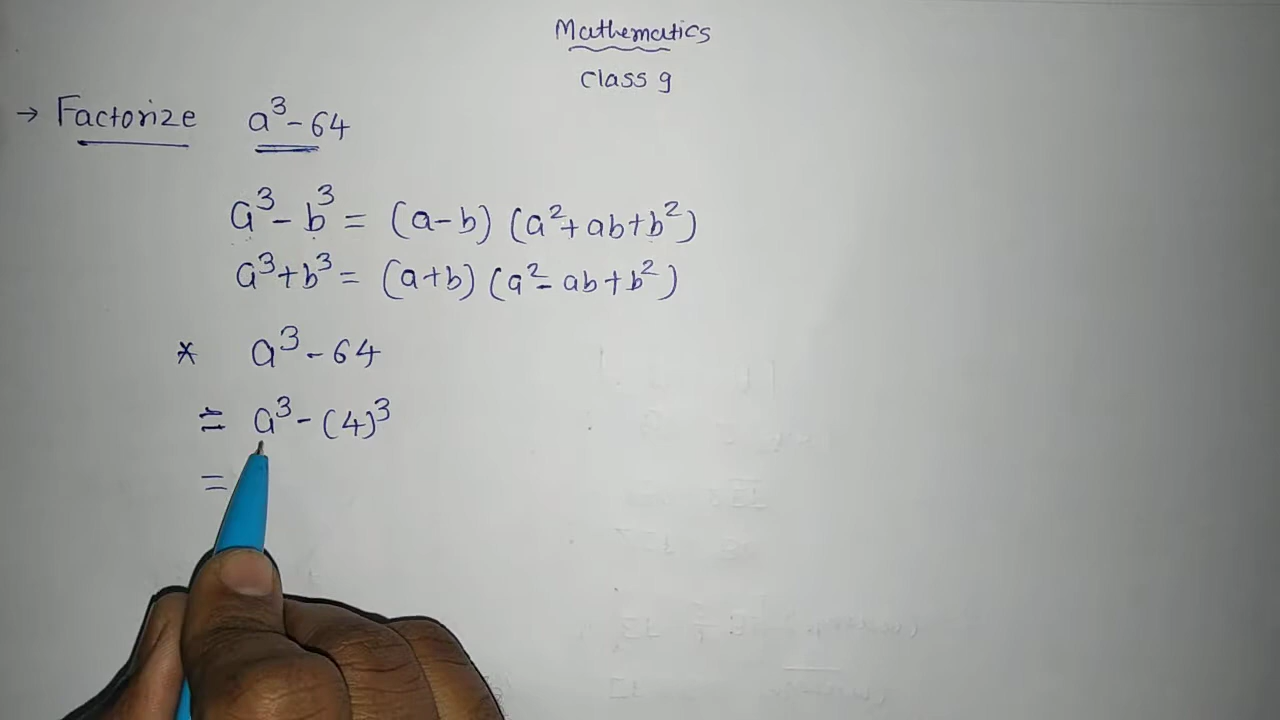 Mathematics
Class 9
→ Factorize a³-64
a³- b³ = (a-b) (a²+ab+b²)
a³+b³ = (a+b) (a²-ab+b²)
* a³-64
= a³-(4)³
=